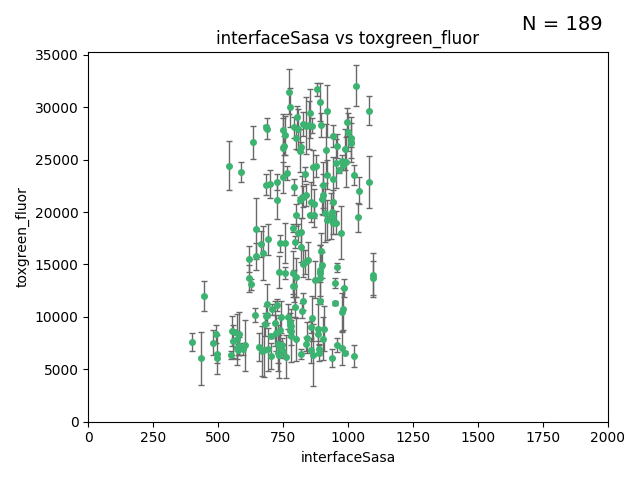 N = 189
interfaceSasa vs toxgreen_fluor
35000
30000
25000
20000
15000
10000
5000
0
toxgreen_fluor
0 250 500 750 1000 1250 1500 1750 2000
interfaceSasa